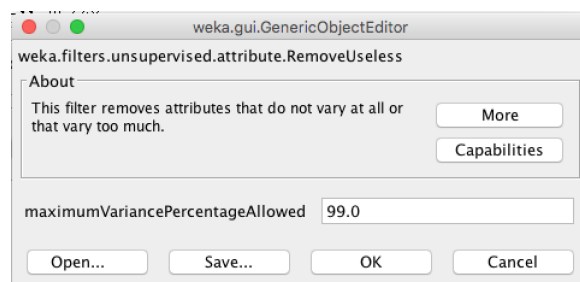 weka.gui.GenericObjectEditor
weka.filters.unsupervised.attribute.RemoveUseless
About
This filter removes attributes that do not vary at all or
that vary too much.
More
Capabilities
maximumVariancePercentageAllowed 99.0
Open... Save... OK Cancel